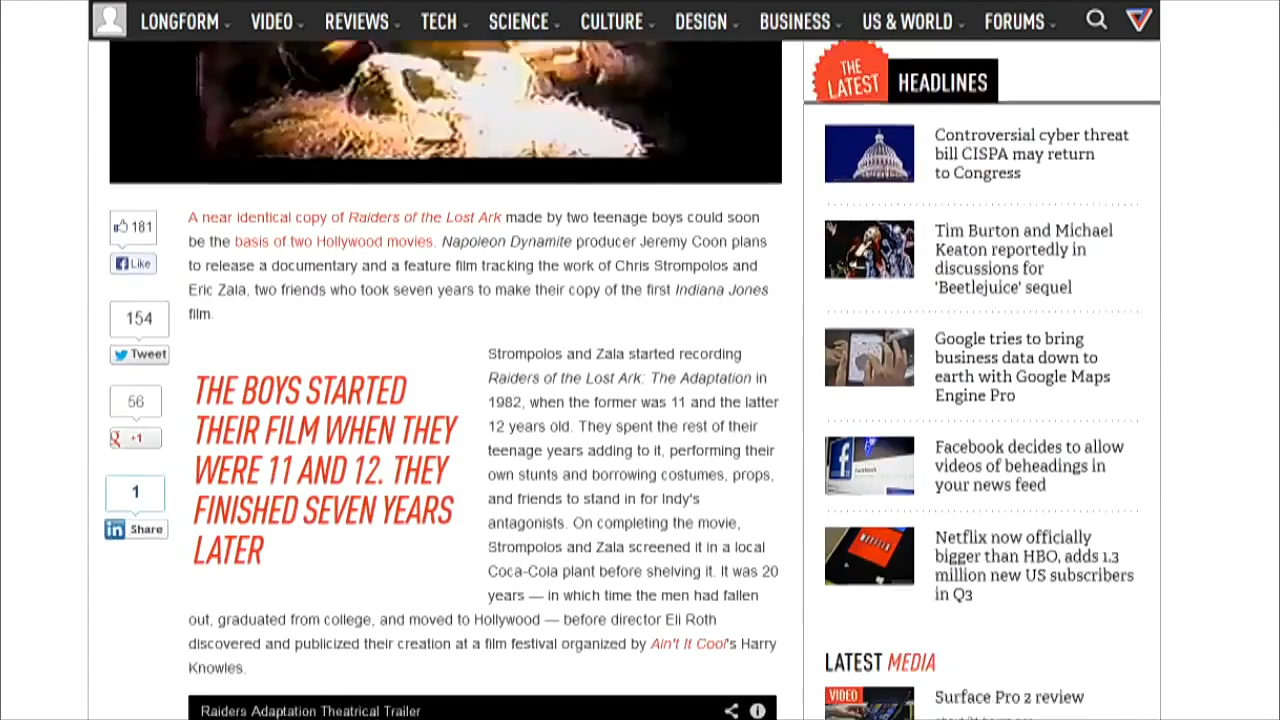 LONGFORM VIDEO REVIEWS TECH SCIENCE CULTURE DESIGN BUSINESS US & WORLD FORUMS
181
Like
154
Tweet
56
+1
1
in Share
A near identical copy of Raiders of the Lost Ark made by two teenage boys could soon
be the basis of two Hollywood movies. Napoleon Dynamite producer Jeremy Coon plans
to release a documentary and a feature film tracking the work of Chris Strompolos and
Eric Zala, two friends who took seven years to make their copy of the first Indiana Jones
film.
THE BOYS STARTED
THEIR FILM WHEN THEY
WERE 11 AND 12. THEY
FINISHED SEVEN YEARS
LATER
Strompolos and Zala started recording
Raiders of the Lost Ark: The Adaptation in
1982, when the former was 11 and the latter
12 years old. They spent the rest of their
teenage years adding to it, performing their
own stunts and borrowing costumes, props,
and friends to stand in for Indy's
antagonists. On completing the movie,
Strompolos and Zala screened it in a local
Coca-Cola plant before shelving it. It was 20
years — in which time the men had fallen
out, graduated from college, and moved to Hollywood — before director Eli Roth
discovered and publicized their creation at a film festival organized by Ain't It Cool's Harry
Knowles.
Raiders Adaptation Theatrical Trailer
THE
LATEST
HEADLINES
Controversial cyber threat
bill CISPA may return
to Congress
Tim Burton and Michael
Keaton reportedly in
discussions for
'Beetlejuice' sequel
Google tries to bring
business data down to
earth with Google Maps
Engine Pro
Facebook decides to allow
videos of beheadings in
your news feed
Netflix now officially
bigger than HBO, adds 1.3
million new US subscribers
in Q3
LATEST MEDIA
VIDEO
Surface Pro 2 review